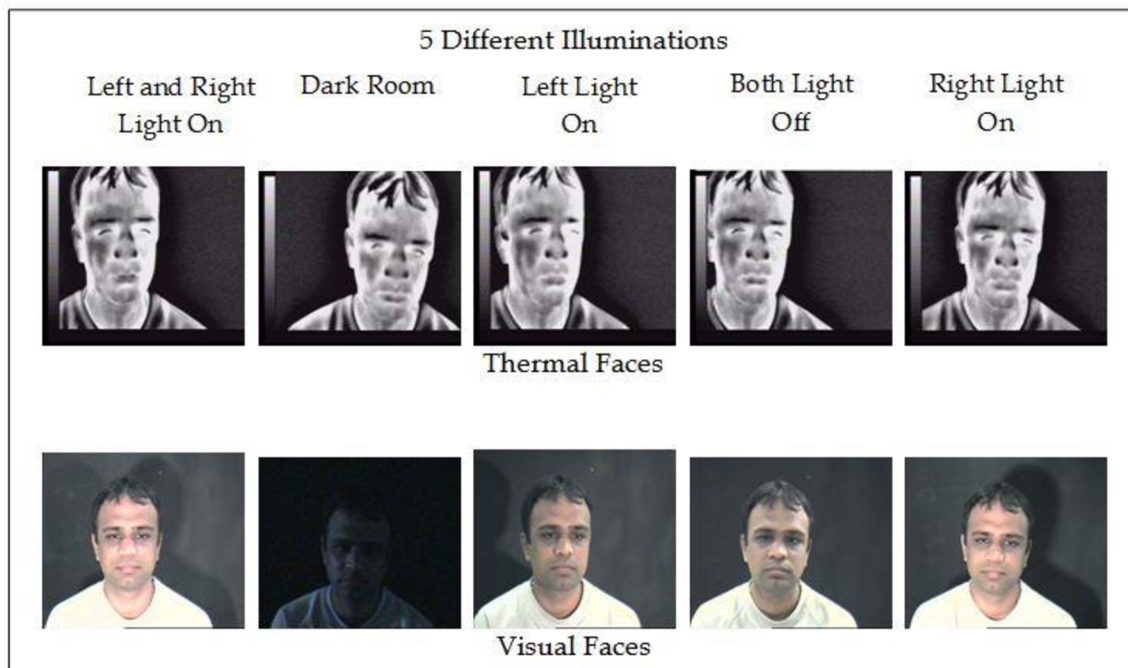 5 Different Illuminations
Left and Right
Light On
Dark Room
Left Light
On
Both Light
Off
Right Light
On
Thermal Faces
Visual Faces